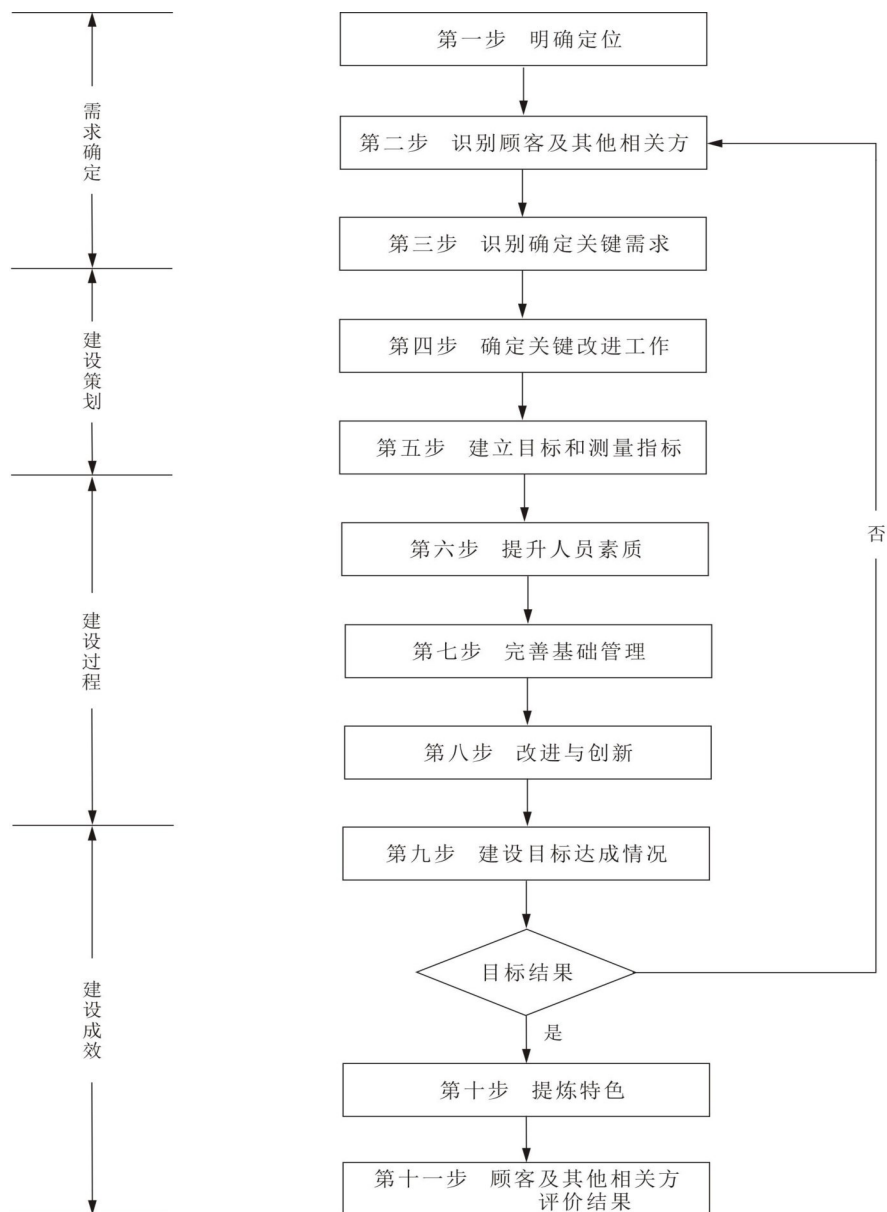 第一步 明确定位
需求确定
第二步 识别顾客及其他相关方
第三步 识别确定关键需求
建设策划
第四步 确定关键改进工作
第五步 建立目标和测量指标
否
第六步 提升人员素质
建设过程
第七步 完善基础管理
第八步 改进与创新
第九步 建设目标达成情况
目标结果
建设成效
是
第十步 提炼特色
第十一步 顾客及其他相关方
评价结果